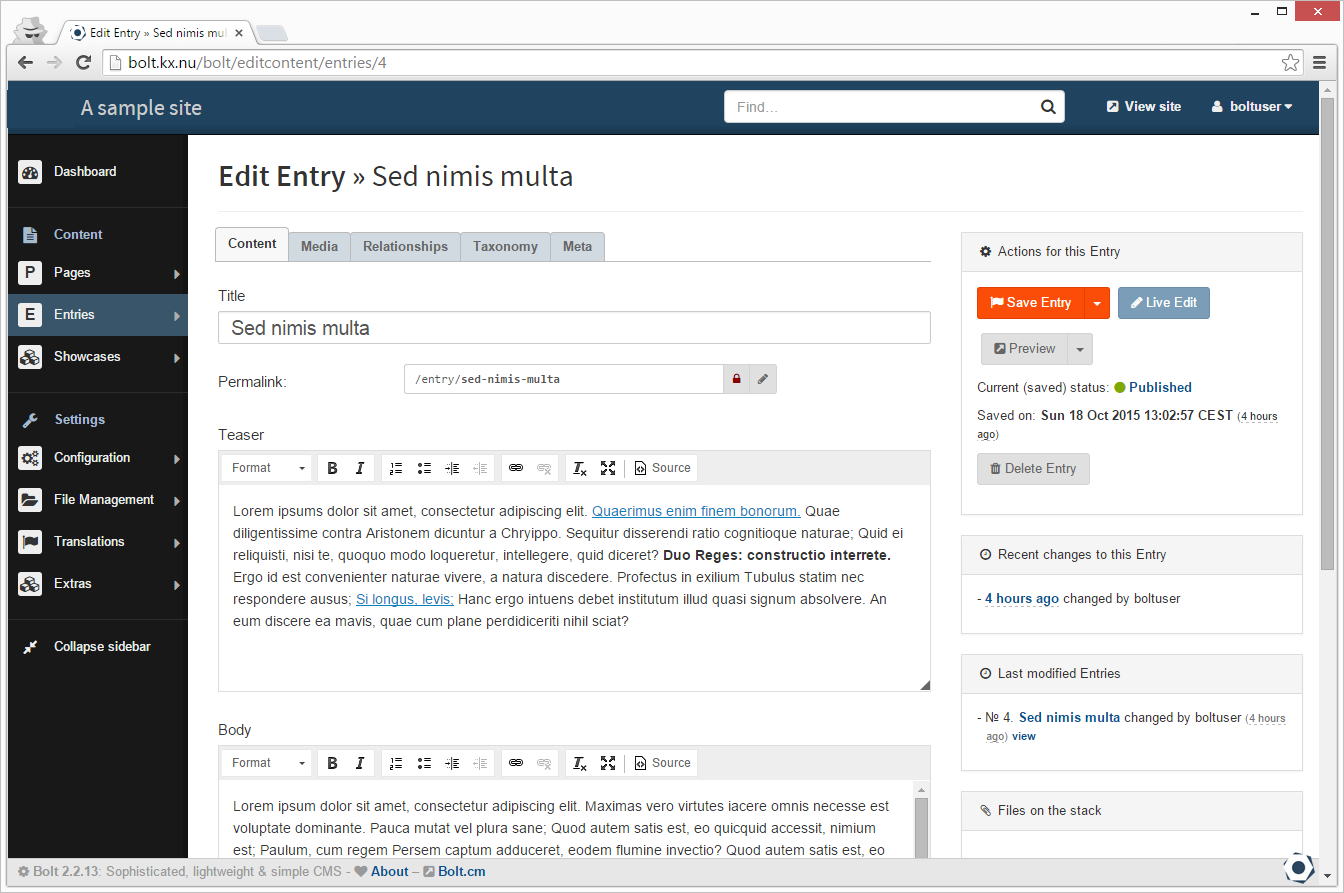 Edit Entry » Sed nimis mul
bolt.kx.nu/bolt/editcontent/entries/4
A sample site
Find...
View site
boltuser
Dashboard
Content
P Pages
E Entries
Showcases
Settings
Configuration
File Management
Translations
Extras
Collapse sidebar
Edit Entry » Sed nimis multa
Content Media Relationships Taxonomy Meta
Title
Sed nimis multa
Permalink:
/entry/sed-nimis-multa
Teaser
Format B I Source
Lorem ipsums dolor sit amet, consectetur adipiscing elit. Quaerimus enim finem bonorum. Quae
diligentissime contra Aristonem dicuntur a Chryippo. Sequitur disserendi ratio cognitioque naturae; Quid ei
reliquisti, nisi te, quoquo modo loqueretur, intellegere, quid diceret? Duo Reges: constructio interrete.
Ergo id est convenienter naturae vivere, a natura discedere. Profectus in exilium Tubulus statim nec
respondere ausus; Si longus, levis; Hanc ergo intuens debet institutum illud quasi signum absolvere. An
eum discere ea mavis, quae cum plane perdidiceriti nihil sciat?
Body
Format B I Source
Lorem ipsum dolor sit amet, consectetur adipiscing elit. Maximas vero virtutes iacere omnis necesse est
voluptate dominante. Pauca mutat vel plura sane; Quod autem satis est, eo quicquid accessit, nimium
est; Paulum, cum regem Persem captum adduceret, eodem flumine invectio? Quod autem satis est, eo
Actions for this Entry
Save Entry
Live Edit
Preview
Current (saved) status: Published
Saved on: Sun 18 Oct 2015 13:02:57 CEST (4 hours
ago)
Delete Entry
Recent changes to this Entry
- 4 hours ago changed by boltuser
Last modified Entries
- № 4. Sed nimis multa changed by boltuser (4 hours
ago) view
Files on the stack
Bolt 2.2.13: Sophisticated, lightweight & simple CMS - About – Bolt.cm